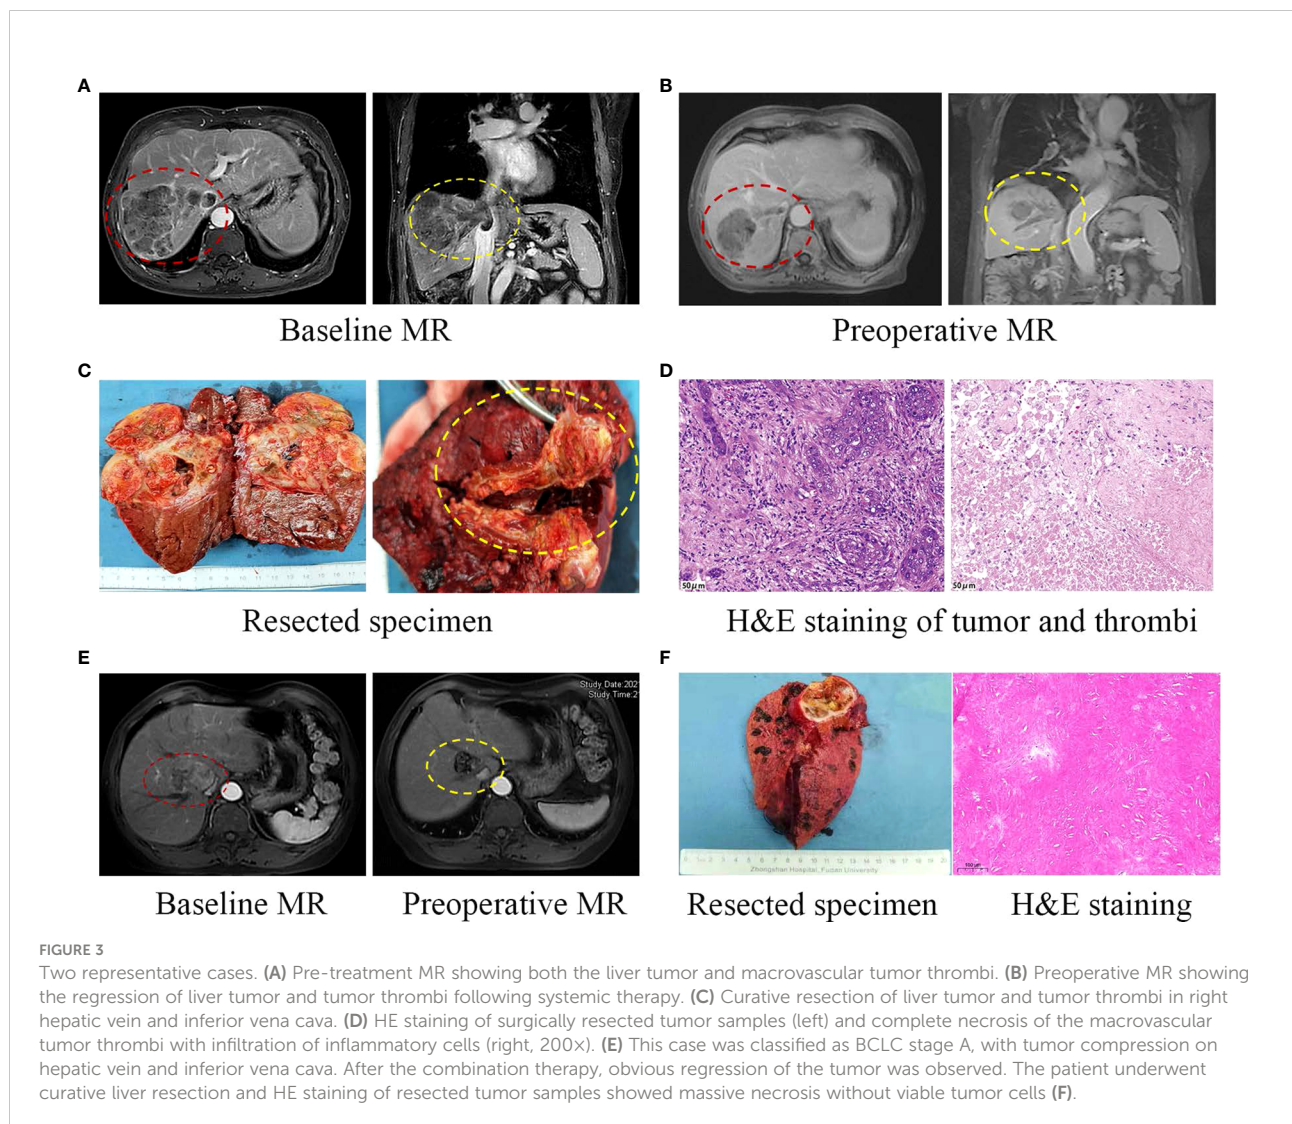 A
B
Baseline MR
Preoperative MR
C
D
50μm
50μm
Resected specimen
H&E staining of tumor and thrombi
E
F
Study Date:202
Study Time:2
Zhongshan Hospital, Fudan University
100 μm
Baseline MR
Preoperative MR
Resected specimen
H&E staining
FIGURE 3
Two representative cases. (A) Pre-treatment MR showing both the liver tumor and macrovascular tumor thrombi. (B) Preoperative MR showing
the regression of liver tumor and tumor thrombi following systemic therapy. (C) Curative resection of liver tumor and tumor thrombi in right
hepatic vein and inferior vena cava. (D) HE staining of surgically resected tumor samples (left) and complete necrosis of the macrovascular
tumor thrombi with infiltration of inflammatory cells (right, 200×). (E) This case was classified as BCLC stage A, with tumor compression on
hepatic vein and inferior vena cava. After the combination therapy, obvious regression of the tumor was observed. The patient underwent
curative liver resection and HE staining of resected tumor samples showed massive necrosis without viable tumor cells (F).